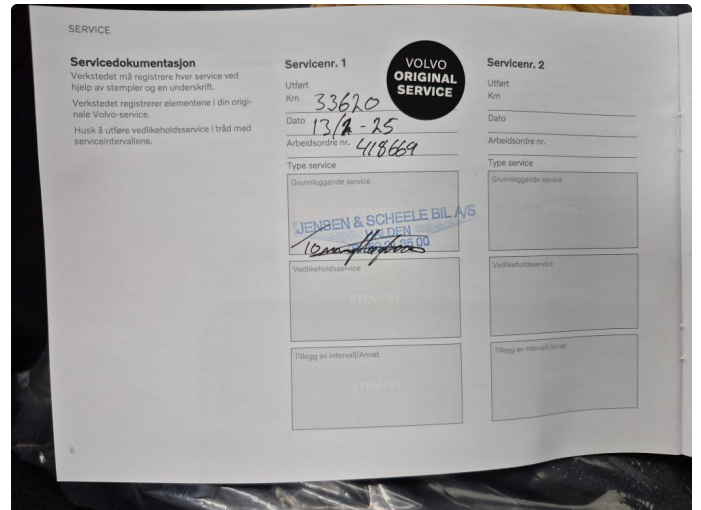 SERVICE
Servicedokumentasjon
Verkstedet må registrere hver service ved
hjelp av stempler og en underskrift.
Verkstedet registrerer elementene i din origi-
nale Volvo-service.
Husk å utføre vedlikeholdsservice i tråd med
serviceintervallene.
Servicenr. 1
VOLVO
ORIGINAL
SERVICE
Utført
Km 33620
Dato 13/2 - 25
Arbeidsordre nr. 418669
Type service
Grunnleggende service
JENSEN & SCHEELE BIL A/S
Vedlikeholdsservice
STEMPEL
Tillegg av intervall/Annet
STEMPEL
Servicenr. 2
Utført
Km
Dato
Arbeidsordre nr.
Type service
Grunnleggende service
STEMPEL
Vedlikeholdsservice
STEMPEL
Tillegg av intervall/Annet
STEMPEL
6